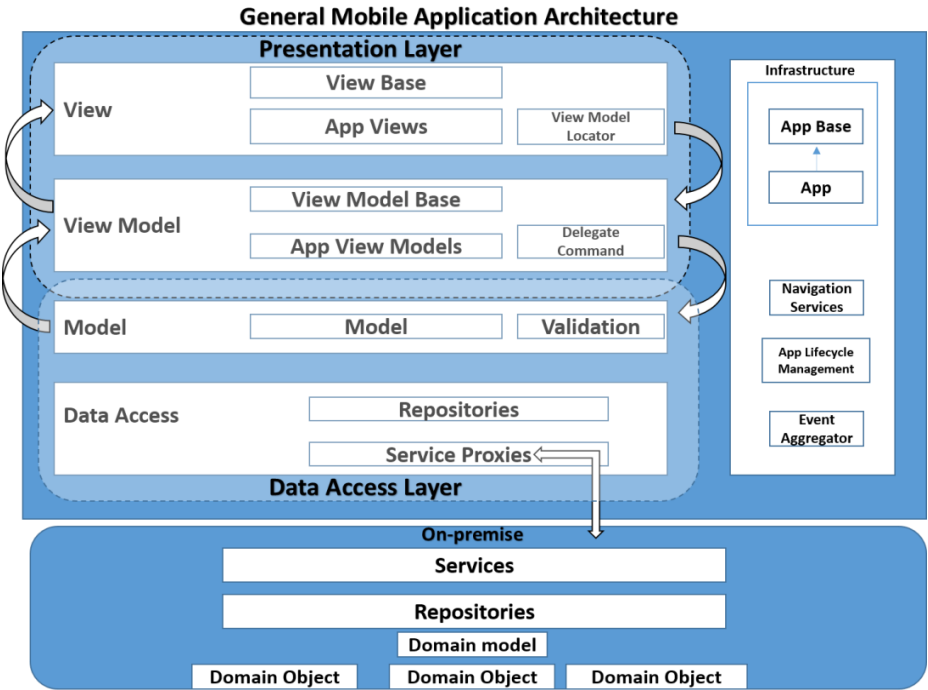 General Mobile Application Architecture
Presentation Layer
View
View Base
App Views
View Model
Locator
View Model
View Model Base
App View Models
Delegate
Command
Model
Model
Validation
Data Access
Repositories
Service Proxies
Data Access Layer
Infrastructure
App Base
App
Navigation
Services
App Lifecycle
Management
Event
Aggregator
On-premise
Services
Repositories
Domain model
Domain Object
Domain Object
Domain Object